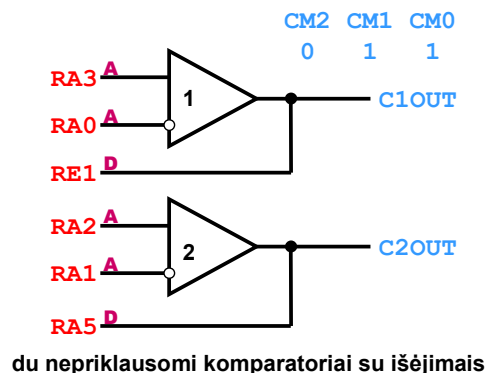 CM2 CM1 CM0
0 1 1
RA3 A
1
C1OUT
RA0 A
RE1 D
RA2 A
2
C2OUT
RA1 A
RA5 D
du nepriklausomi komparatoriai su išėjimais